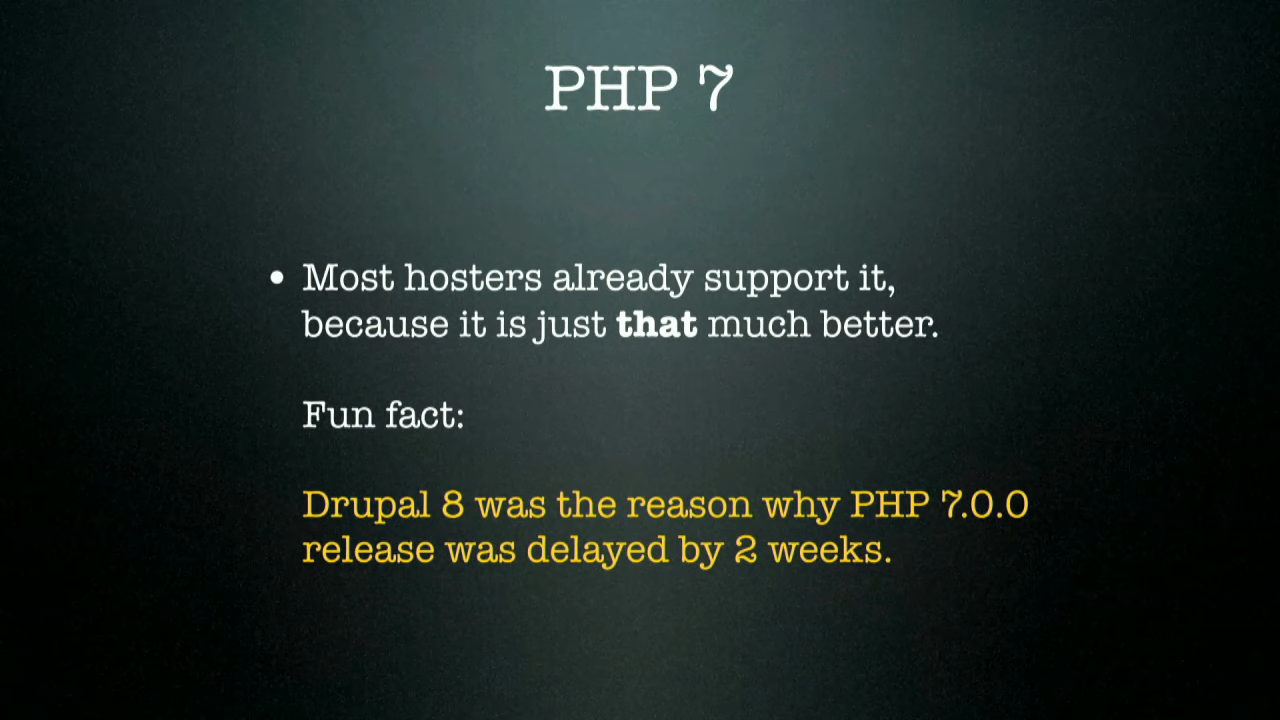 PHP 7
• Most hosters already support it,
because it is just that much better.
Fun fact:
Drupal 8 was the reason why PHP 7.0.0
release was delayed by 2 weeks.